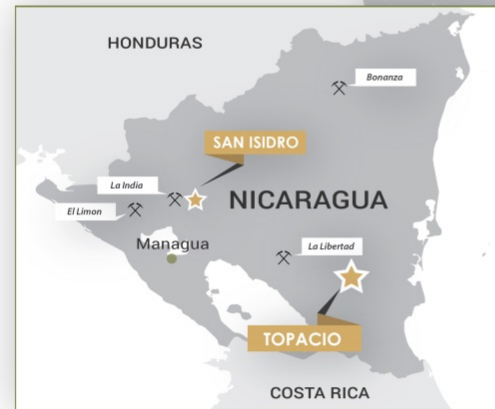 HONDURAS
Bonanza
SAN ISIDRO
La India
NICARAGUA
El Limon
Managua
La Libertad
TOPACIO
COSTA RICA